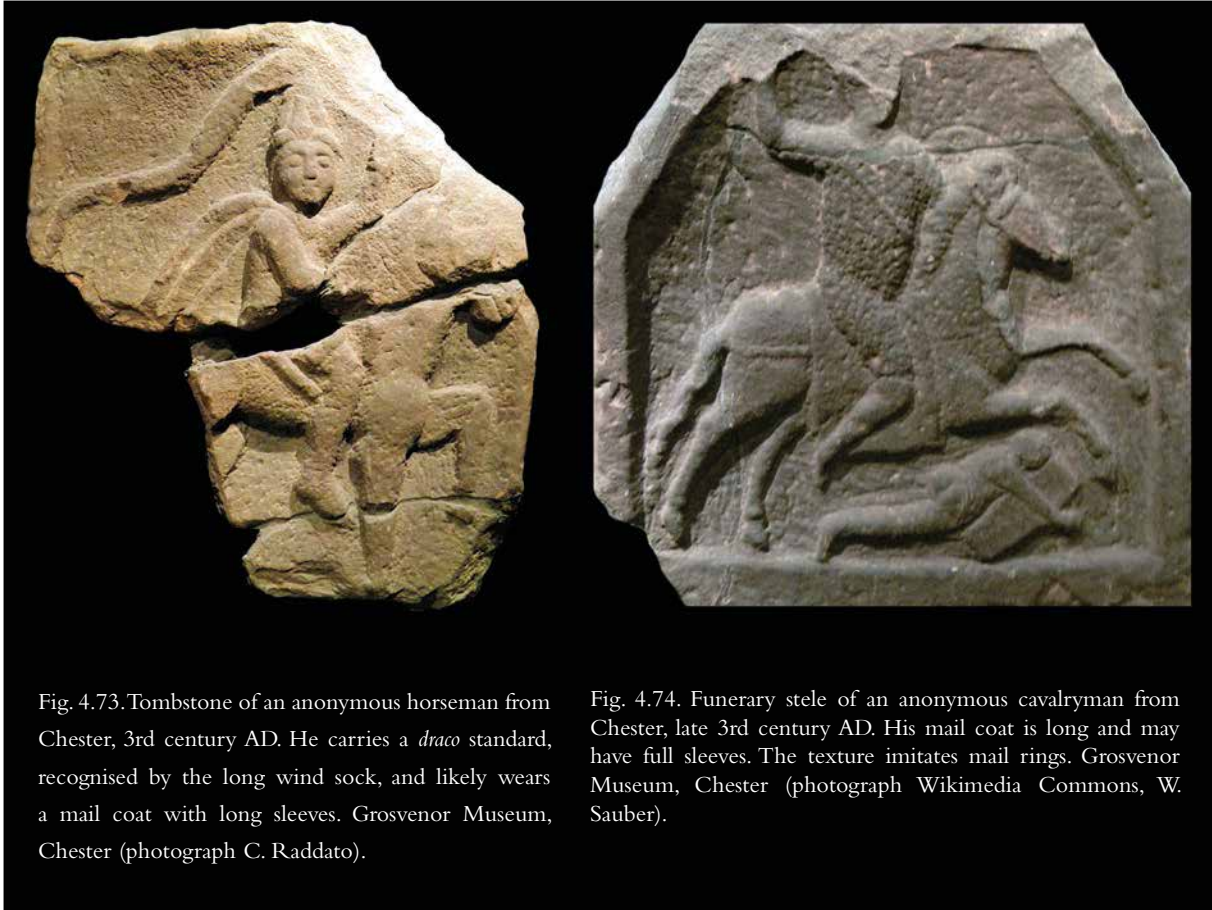 Fig. 4.73. Tombstone of an anonymous horseman from
Chester, 3rd century AD. He carries a draco standard,
recognised by the long wind sock, and likely wears
a mail coat with long sleeves. Grosvenor Museum,
Chester (photograph C. Raddato).
Fig. 4.74. Funerary stele of an anonymous cavalryman from
Chester, late 3rd century AD. His mail coat is long and may
have full sleeves. The texture imitates mail rings. Grosvenor
Museum, Chester (photograph Wikimedia Commons, W.
Sauber).